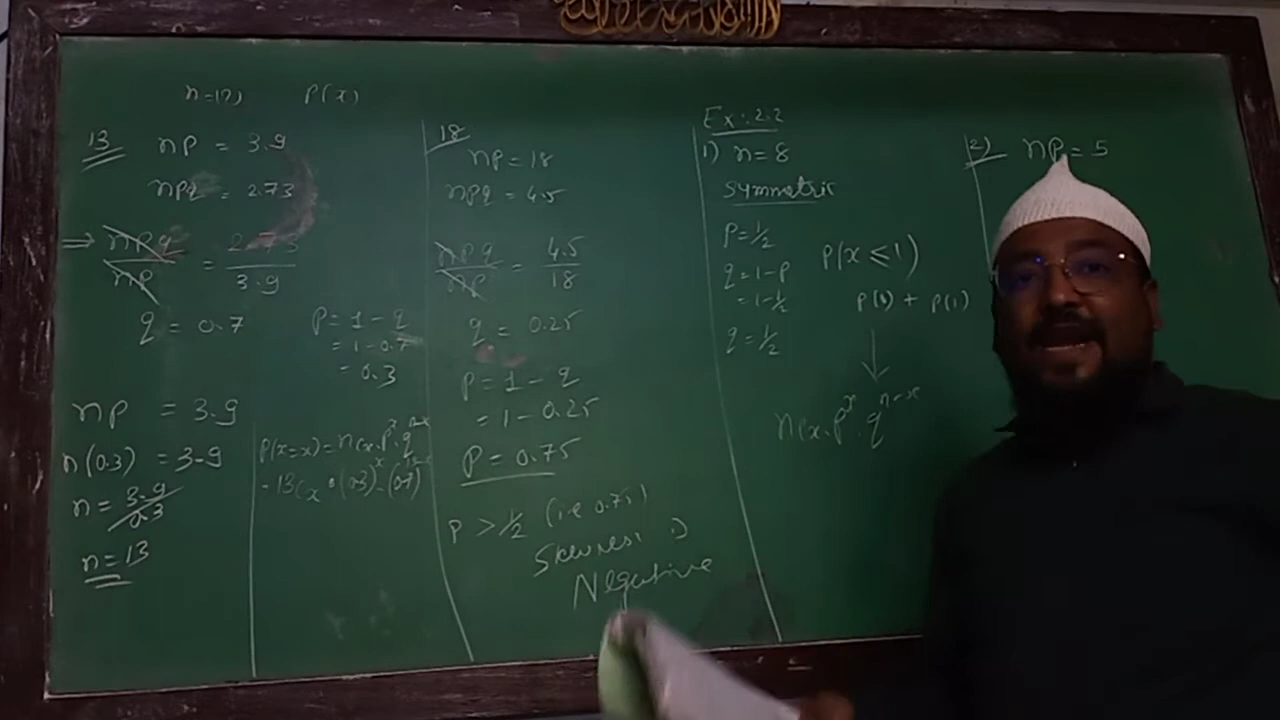 P(x)
13
np = 3.9
npq = 2.73
⇒ npq/np = 2.73/3.9
q = 0.7
p = 1 - q
= 1 - 0.7
= 0.3
np = 3.9
n(0.3) = 3.9
n = 3.9/0.3
n = 13
P(x=x) = nCx · p^x · q^n-x
= 13Cx · (0.3)^x · (0.7)
18
np = 18
npq = 4.5
npq/np = 4.5/18
q = 0.25
p = 1 - q
= 1 - 0.25
p = 0.75
p > 1/2 (i.e 0.75)
Skewness is
Negative
Ex: 2.2
1) n = 8
Symmetric
p = 1/2
q = 1 - p
= 1 - 1/2
q = 1/2
P(x ≤ 1)
P(0) + P(1)
nCx · p^x · q^n-x
2) np = 5